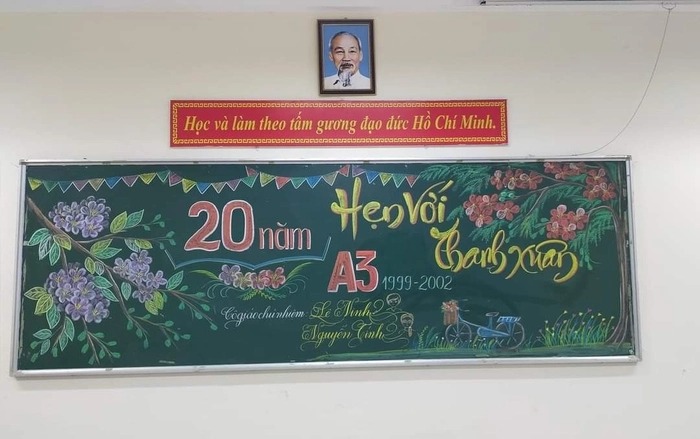 Học và làm theo tấm gương đạo đức Hồ Chí Minh.
20 năm
Hẹn Với
Thanh Xuân
A3 1999-2002
Cô giáo chủ nhiệm: Lê Ninh
Nguyễn Tình